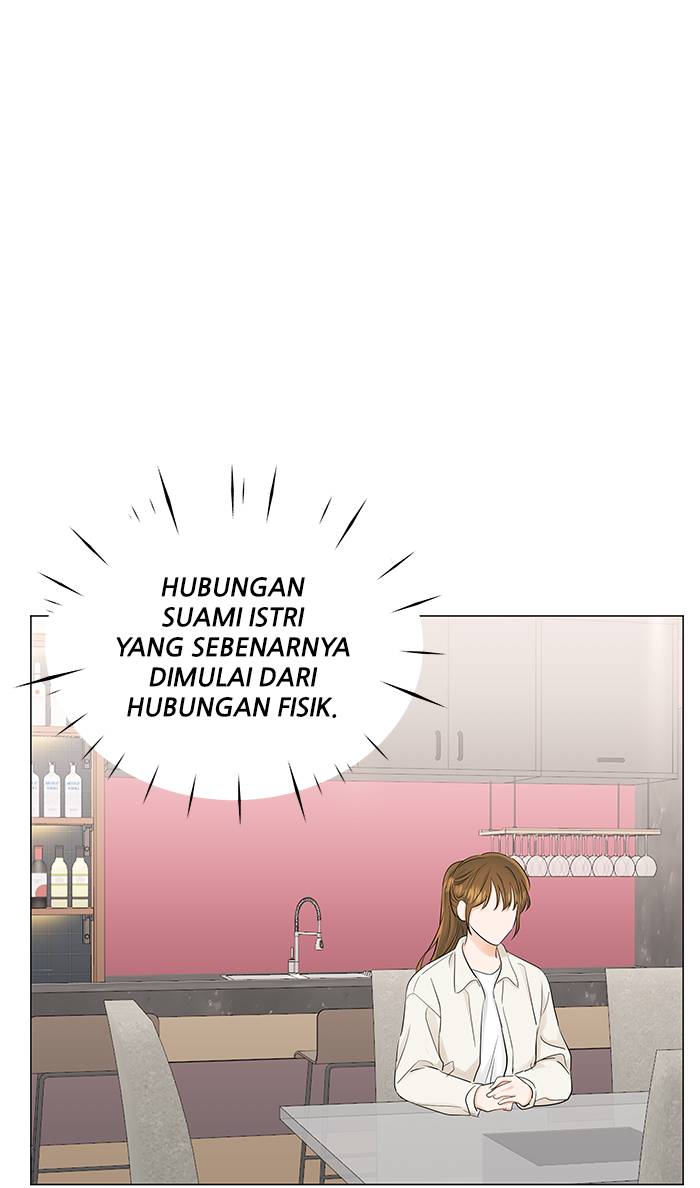 HUBUNGAN
SUAMI ISTRI
YANG SEBENARNYA
DIMULAI DARI
HUBUNGAN FISIK.